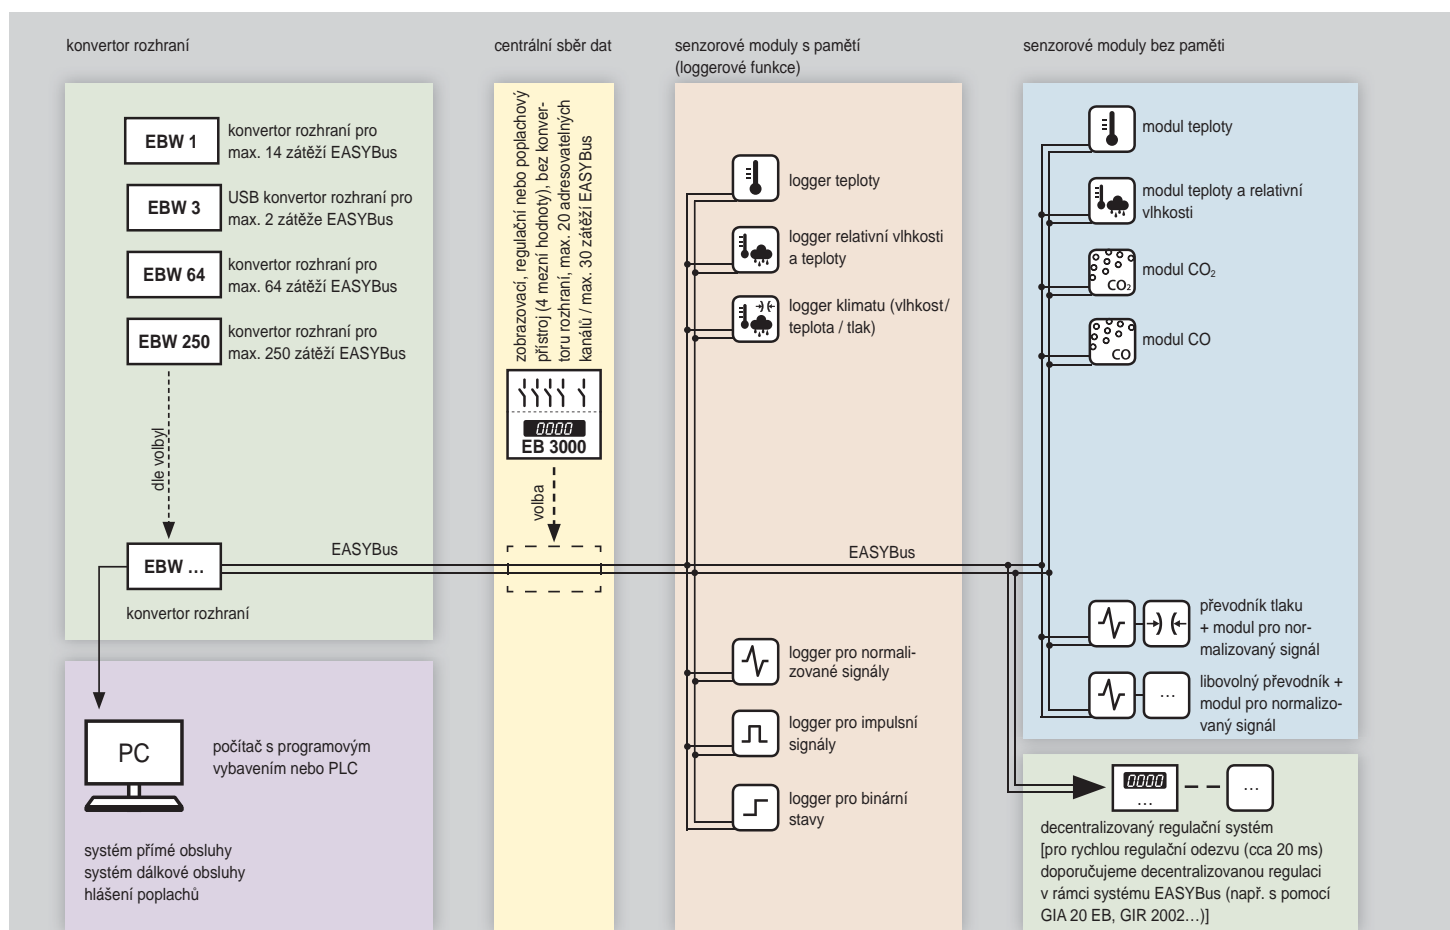 konvertor rozhraní
centrální sběr dat
senzorové moduly s pamětí
(loggerové funkce)
senzorové moduly bez paměti
EBW 1
konvertor rozhraní pro
max. 14 zátěží EASYBus
EBW 3
USB konvertor rozhraní pro
max. 2 zátěže EASYBus
EBW 64
konvertor rozhraní pro
max. 64 zátěží EASYBus
EBW 250
konvertor rozhraní pro
max. 250 zátěží EASYBus
dle volbyl
EBW ...
konvertor rozhraní
EASYBus
PC
počítač s programovým
vybavením nebo PLC
systém přímé obsluhy
systém dálkové obsluhy
hlášení poplachů
zobrazovací, regulační nebo poplachový
přístroj (4 mezní hodnoty), bez konver-
toru rozhraní, max. 20 adresovatelných
kanálů / max. 30 zátěží EASYBus
0000
EB 3000
volba
logger teploty
logger relativní vlhkosti
a teploty
logger klimatu (vlhkost /
teplota / tlak)
EASYBus
logger pro normali-
zované signály
logger pro impulsní
signály
logger pro binární
stavy
modul teploty
modul teploty a relativní
vlhkosti
CO₂
modul CO₂
CO
modul CO
převodník tlaku
+ modul pro nor-
malizovaný signál
...
libovolný převodník +
modul pro normalizo-
vaný signál
0000
...
...
decentralizovaný regulační systém
[pro rychlou regulační odezvu (cca 20 ms)
doporučujeme decentralizovanou regulaci
v rámci systému EASYBus (např. s pomocí
GIA 20 EB, GIR 2002…)]